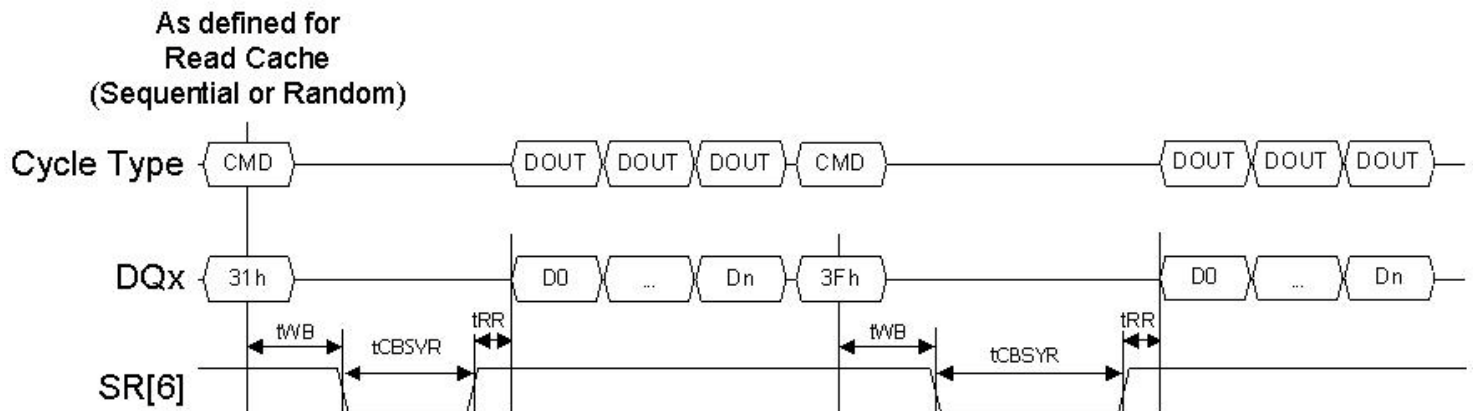 As defined for
Read Cache
(Sequential or Random)
Cycle Type CMD DOUT DOUT DOUT CMD DOUT DOUT DOUT
DQx 31h D0 ... Dn 3Fh D0 ... Dn
tWB tCBSYR tRR tWB tCBSYR tRR
SR[6]